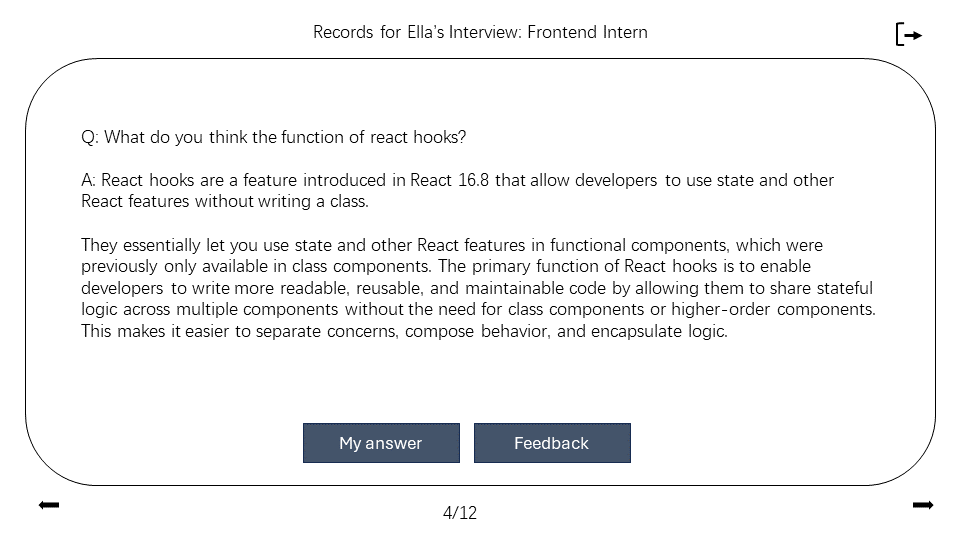 Records for Ella's Interview: Frontend Intern
Q: What do you think the function of react hooks?
A: React hooks are a feature introduced in React 16.8 that allow developers to use state and other
React features without writing a class.
They essentially let you use state and other React features in functional components, which were
previously only available in class components. The primary function of React hooks is to enable
developers to write more readable, reusable, and maintainable code by allowing them to share stateful
logic across multiple components without the need for class components or higher-order components.
This makes it easier to separate concerns, compose behavior, and encapsulate logic.
My answer
Feedback
4/12